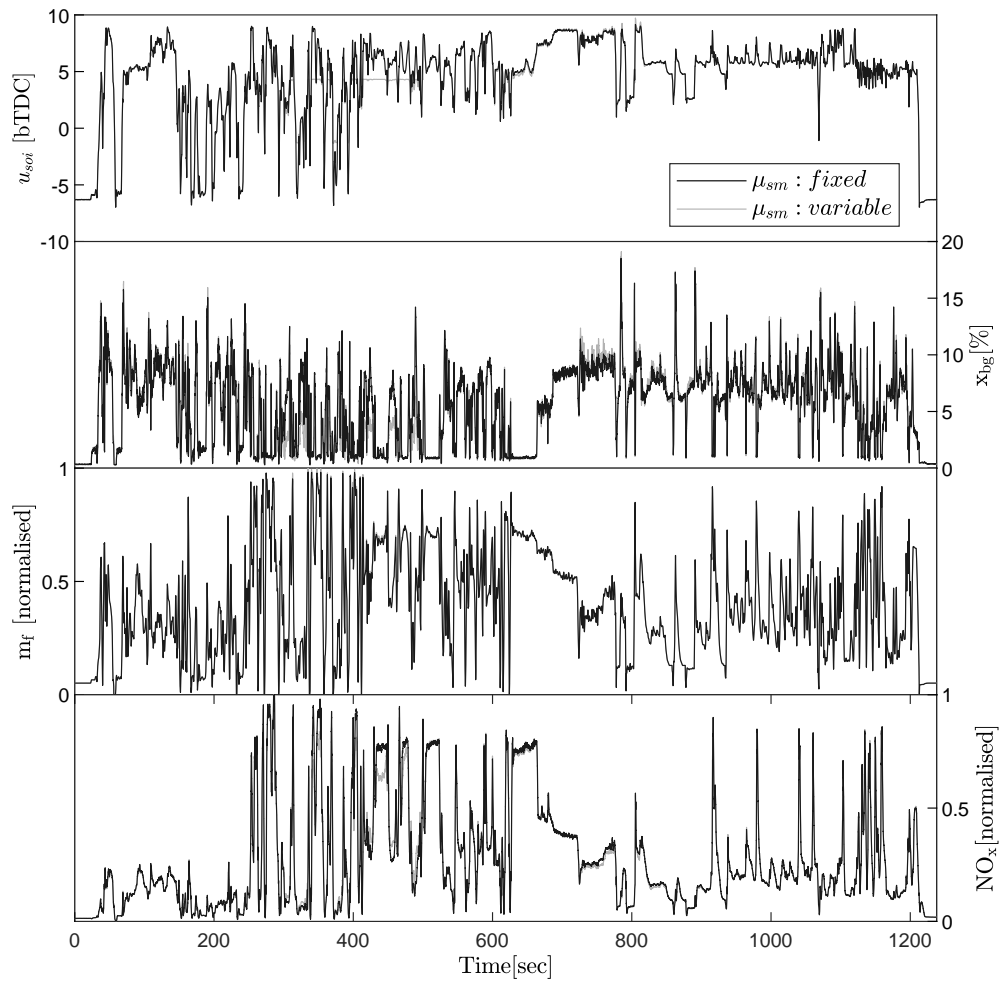 10
5
0
-5
-10
u_soi [bTDC]
μ_sm : fixed
μ_sm : variable
20
15
10
5
0
x_bg[%]
1
0.5
0
m_f [normalised]
1
0.5
0
NO_x[normalised]
0 200 400 600 800 1000 1200
Time[sec]